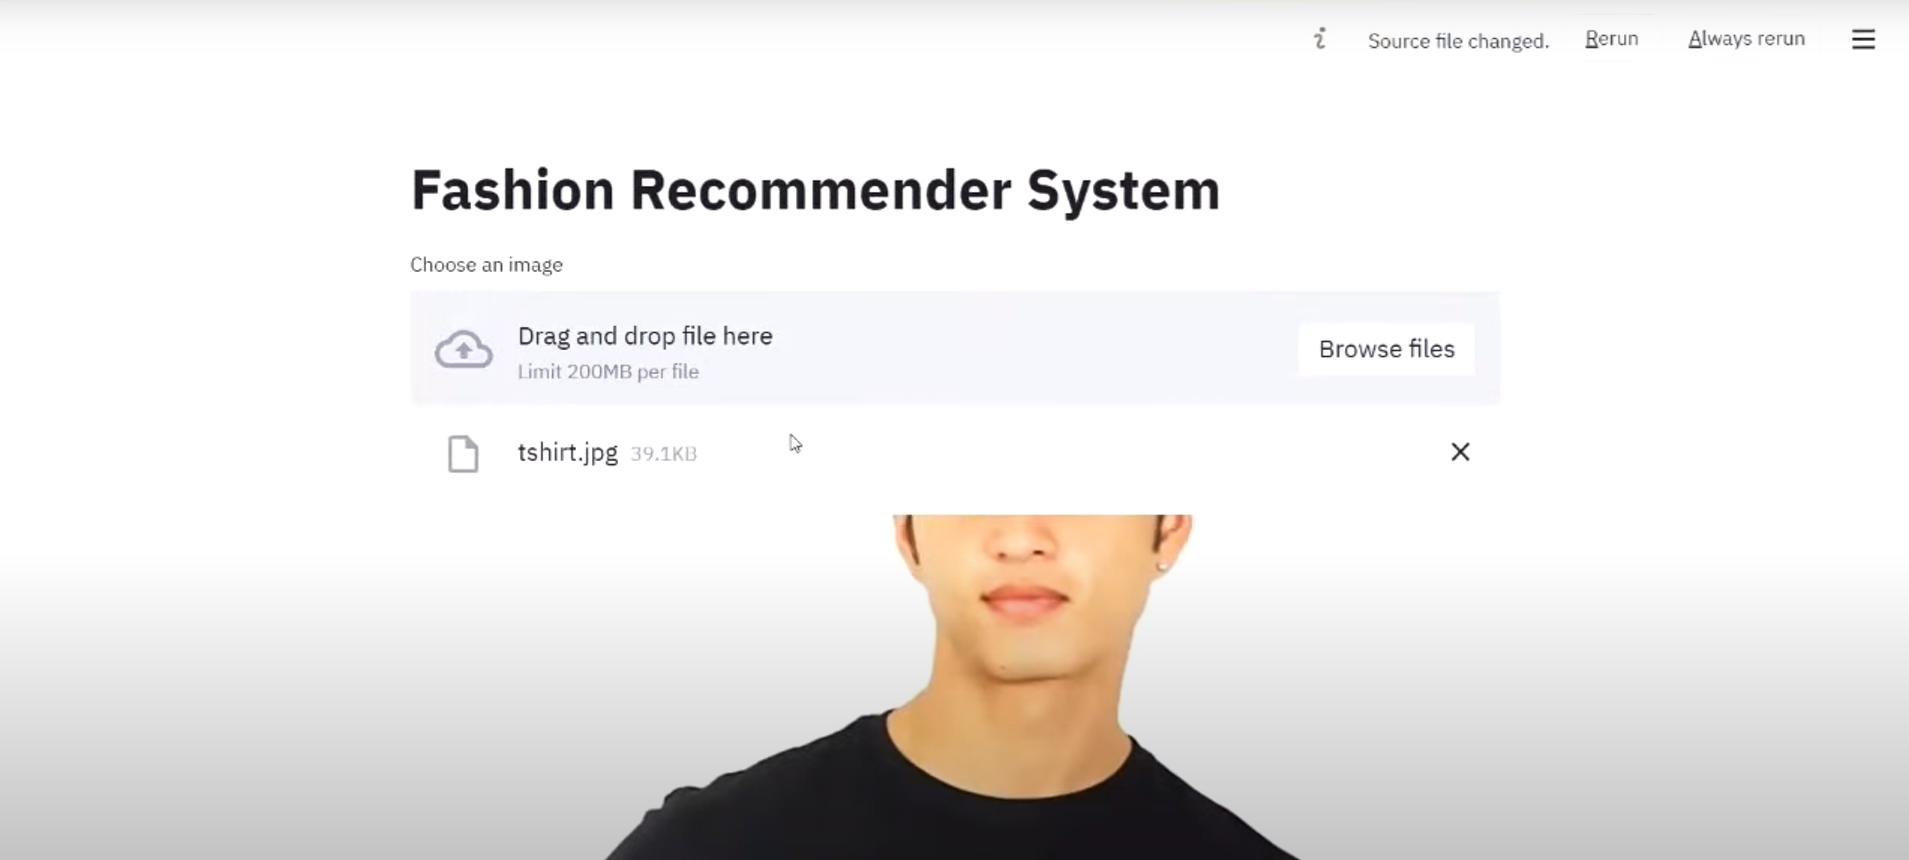 i Source file changed. Rerun Always rerun
Fashion Recommender System
Choose an image
Drag and drop file here
Limit 200MB per file
Browse files
tshirt.jpg 39.1KB